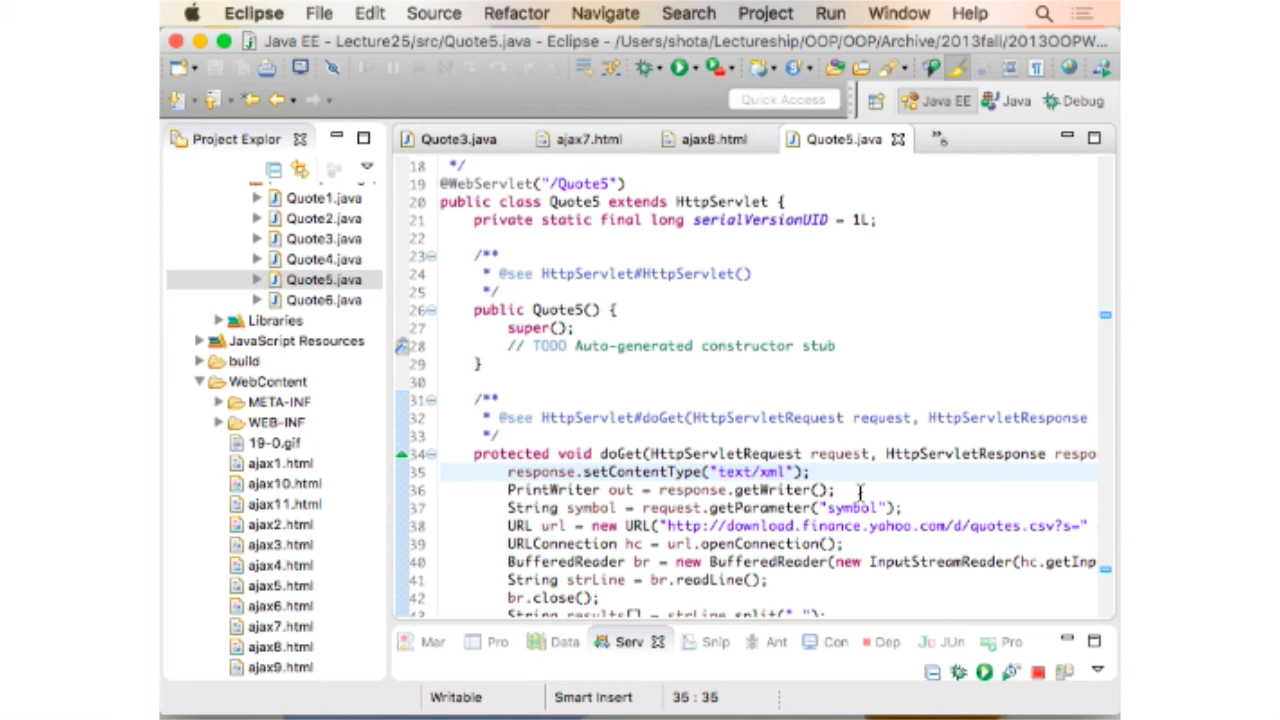 Eclipse File Edit Source Refactor Navigate Search Project Run Window Help
Java EE - Lecture25/src/Quote5.java - Eclipse - /Users/shota/Lectureship/OOP/OOP/Archive/2013fall/2013OOPW...
Quick Access
Java EE
Java
Debug
Project Explor
Quote1.java
Quote2.java
Quote3.java
Quote4.java
Quote5.java
Quote6.java
Libraries
JavaScript Resources
build
WebContent
META-INF
WEB-INF
19-0.gif
ajax1.html
ajax10.html
ajax11.html
ajax2.html
ajax3.html
ajax4.html
ajax5.html
ajax6.html
ajax7.html
ajax8.html
ajax9.html
Quote3.java ajax7.html ajax8.html Quote5.java »6
18 */
19 @WebServlet("/Quote5")
20 public class Quote5 extends HttpServlet {
21 private static final long serialVersionUID = 1L;
22
23 /**
24 * @see HttpServlet#HttpServlet()
25 */
26 public Quote5() {
27 super();
28 // TODO Auto-generated constructor stub
29 }
30
31 /**
32 * @see HttpServlet#doGet(HttpServletRequest request, HttpServletResponse
33 */
34 protected void doGet(HttpServletRequest request, HttpServletResponse respo
35 response.setContentType("text/xml");
36 PrintWriter out = response.getWriter();
37 String symbol = request.getParameter("symbol");
38 URL url = new URL("http://download.finance.yahoo.com/d/quotes.csv?s="
39 URLConnection hc = url.openConnection();
40 BufferedReader br = new BufferedReader(new InputStreamReader(hc.getInp
41 String strLine = br.readLine();
42 br.close();
Mar Pro Data Serv Snip Ant Con Dep JUn Pro
Writable Smart Insert 35 : 35